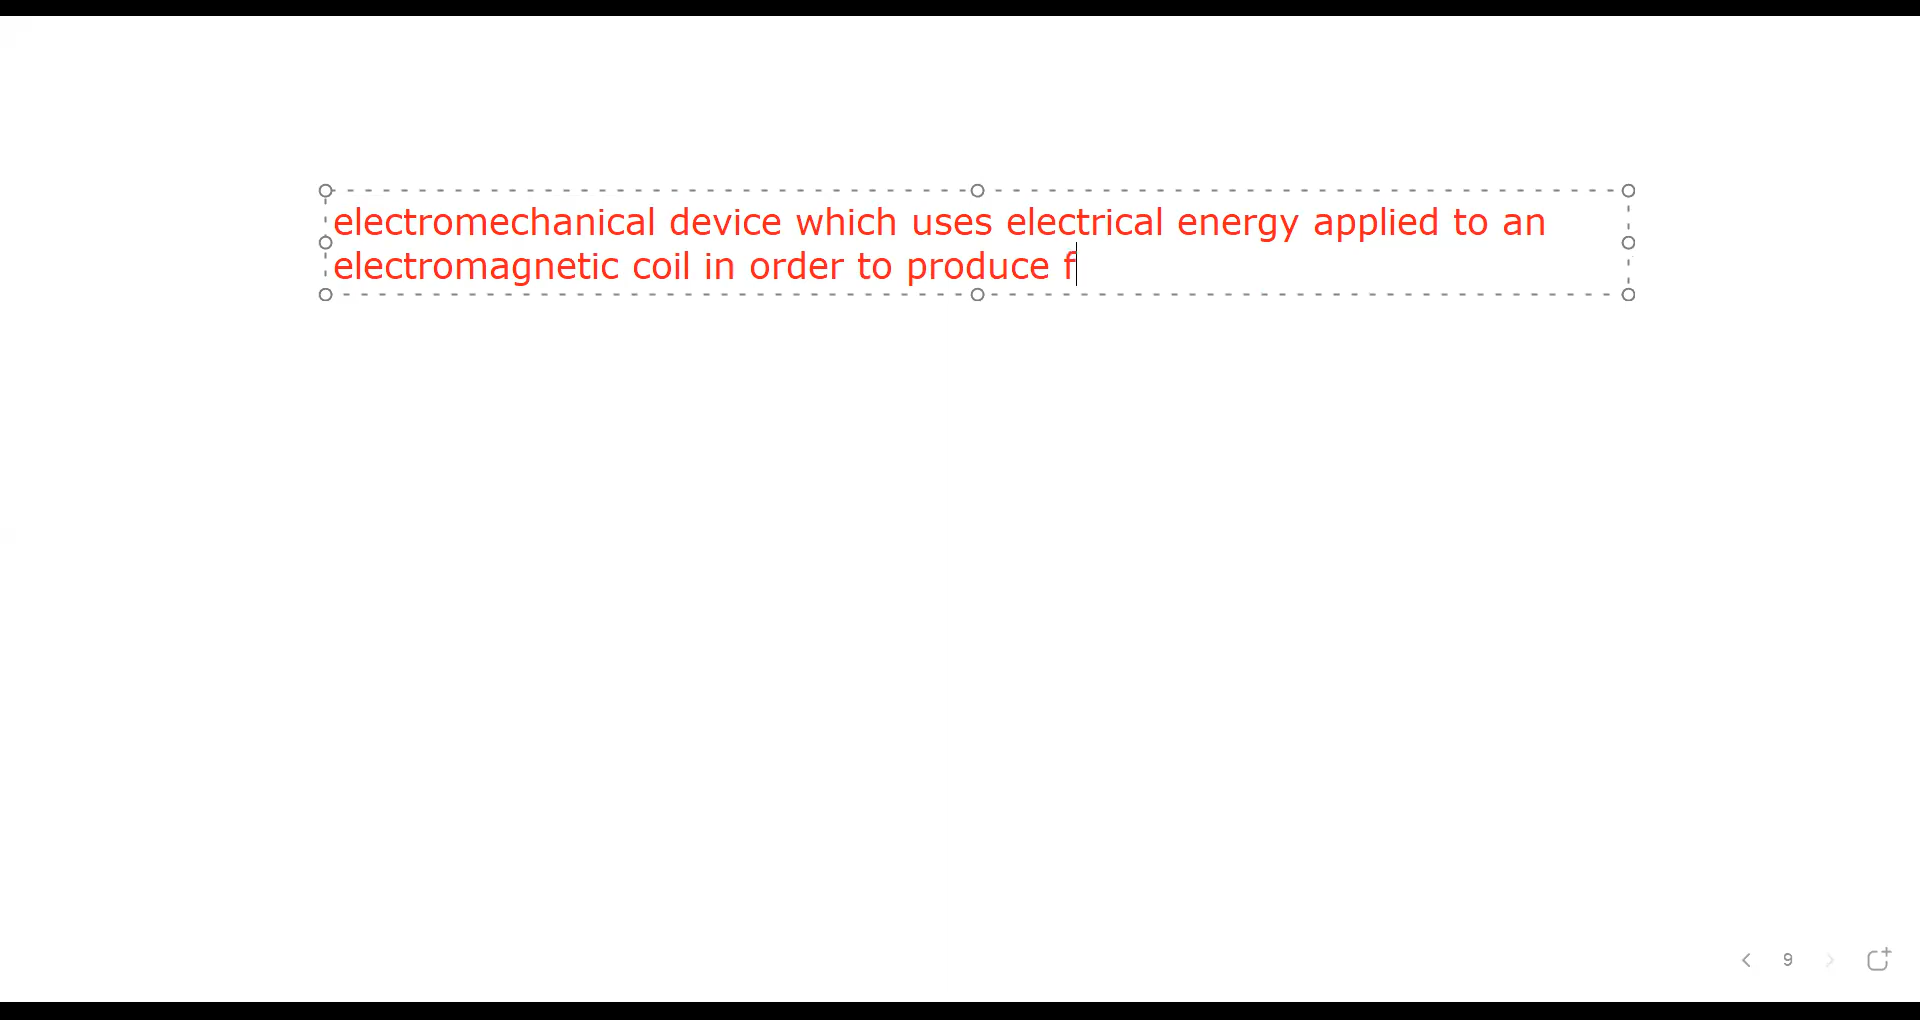 electromechanical device which uses electrical energy applied to an
electromagnetic coil in order to produce f
9